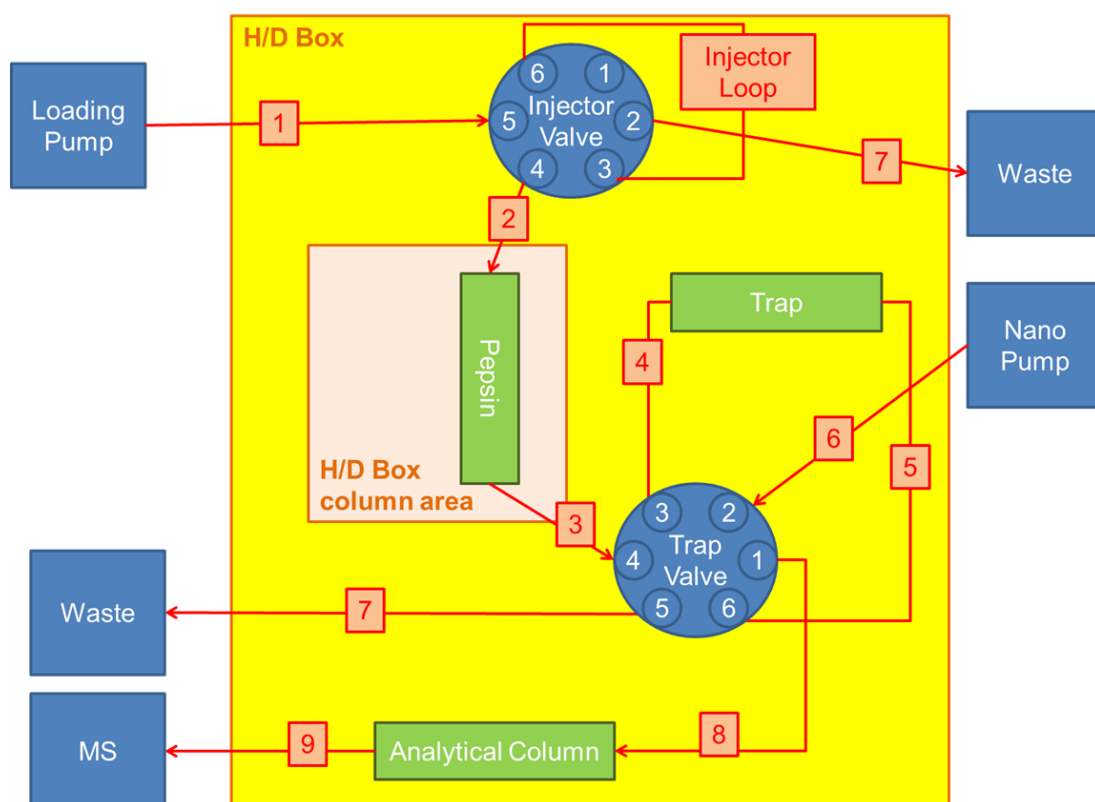 H/D Box
Loading
Pump
1
6
1
5
Injector
Valve
2
4
3
Injector
Loop
7
Waste
2
Pepsin
H/D Box
column area
3
Trap
4
5
6
Nano
Pump
3
2
4
Trap
Valve
1
5
6
Waste
7
MS
9
Analytical Column
8